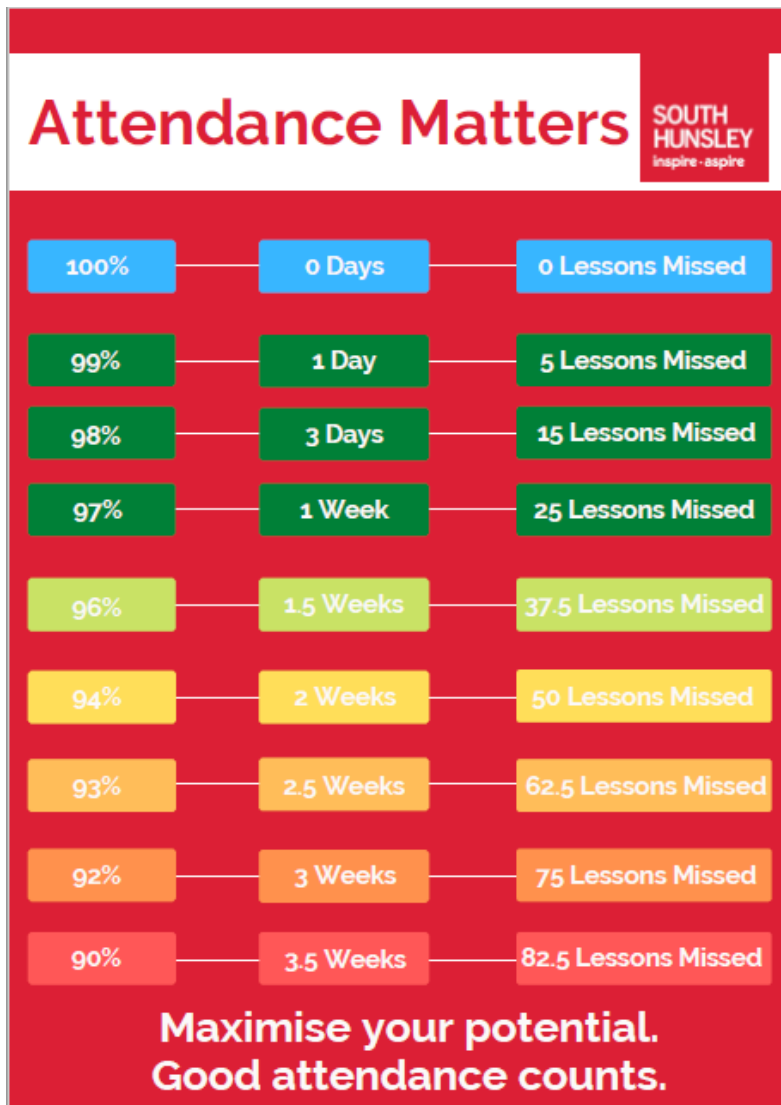 Attendance Matters
SOUTH
HUNSLEY
inspire-aspire
100% 0 Days 0 Lessons Missed
99% 1 Day 5 Lessons Missed
98% 3 Days 15 Lessons Missed
97% 1 Week 25 Lessons Missed
96% 1.5 Weeks 37.5 Lessons Missed
94% 2 Weeks 50 Lessons Missed
93% 2.5 Weeks 62.5 Lessons Missed
92% 3 Weeks 75 Lessons Missed
90% 3.5 Weeks 82.5 Lessons Missed
Maximise your potential.
Good attendance counts.